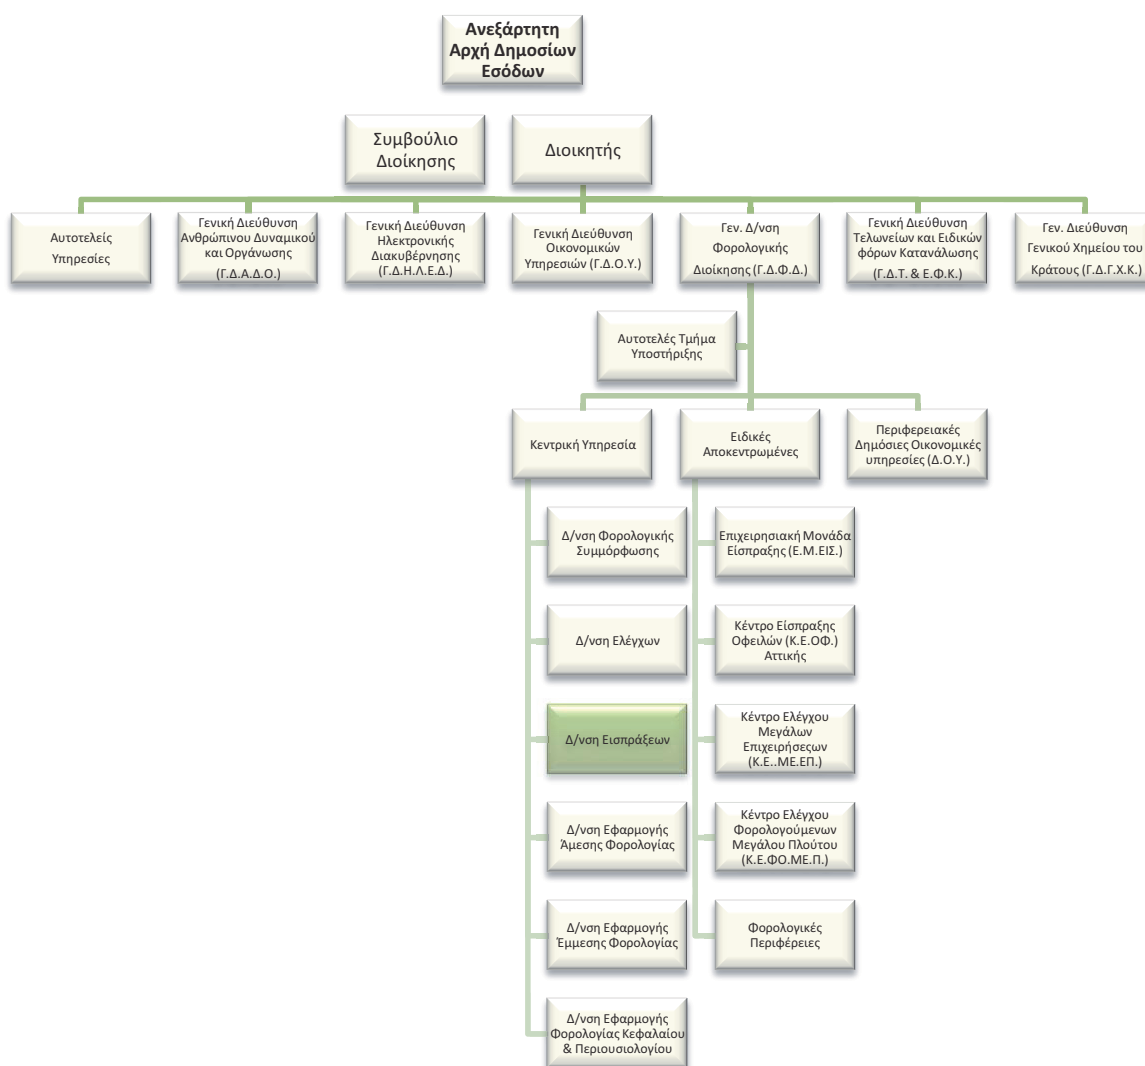 Ανεξάρτητη
Αρχή Δημοσίων
Εσόδων
Συμβούλιο
Διοίκησης
Διοικητής
Αυτοτελείς
Υπηρεσίες
Γενική Διεύθυνση
Ανθρώπινου Δυναμικού
και Οργάνωσης
(Γ.Δ.Α.Δ.Ο.)
Γενική Διεύθυνση
Ηλεκτρονικής
Διακυβέρνησης
(Γ.Δ.Η.Λ.Ε.Δ.)
Γενική Διεύθυνση
Οικονομικών
Υπηρεσιών (Γ.Δ.Ο.Υ.)
Γεν. Δ/νση
Φορολογικής
Διοίκησης (Γ.Δ.Φ.Δ.)
Γενική Διεύθυνση
Τελωνείων και Ειδικών
φόρων Κατανάλωσης
(Γ.Δ.Τ. & Ε.Φ.Κ.)
Γεν. Διεύθυνση
Γενικού Χημείου του
Κράτους (Γ.Δ.Γ.Χ.Κ.)
Αυτοτελές Τμήμα
Υποστήριξης
Κεντρική Υπηρεσία
Ειδικές
Αποκεντρωμένες
Περιφερειακές
Δημόσιες Οικονομικές
υπηρεσίες (Δ.Ο.Υ.)
Δ/νση Φορολογικής
Συμμόρφωσης
Δ/νση Ελέγχων
Δ/νση Εισπράξεων
Δ/νση Εφαρμογής
Άμεσης Φορολογίας
Δ/νση Εφαρμογής
Έμμεσης Φορολογίας
Δ/νση Εφαρμογής
Φορολογίας Κεφαλαίου
& Περιουσιολογίου
Επιχειρησιακή Μονάδα
Είσπραξης (Ε.Μ.ΕΙΣ.)
Κέντρο Είσπραξης
Οφειλών (Κ.Ε.ΟΦ.)
Αττικής
Κέντρο Ελέγχου
Μεγάλων
Επιχειρήσεςων
(Κ.Ε..ΜΕ.ΕΠ.)
Κέντρο Ελέγχου
Φορολογούμενων
Μεγάλου Πλούτου
(Κ.Ε.ΦΟ.ΜΕ.Π.)
Φορολογικές
Περιφέρειες